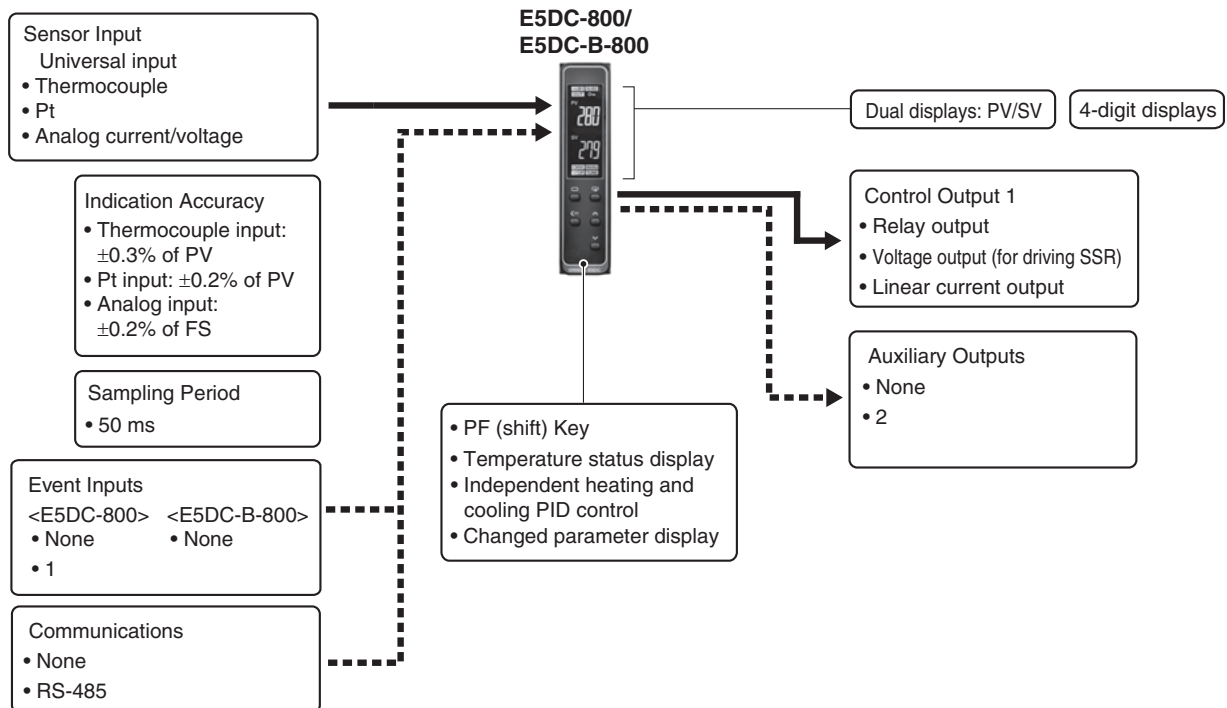 E5DC-800/
E5DC-B-800
Sensor Input
Universal input
• Thermocouple
• Pt
• Analog current/voltage
Indication Accuracy
• Thermocouple input:
±0.3% of PV
• Pt input: ±0.2% of PV
• Analog input:
±0.2% of FS
Sampling Period
• 50 ms
Event Inputs
<E5DC-800> <E5DC-B-800>
• None • None
• 1
Communications
• None
• RS-485
PV
280
SV
279
• PF (shift) Key
• Temperature status display
• Independent heating and
cooling PID control
• Changed parameter display
Dual displays: PV/SV
4-digit displays
Control Output 1
• Relay output
• Voltage output (for driving SSR)
• Linear current output
Auxiliary Outputs
• None
• 2